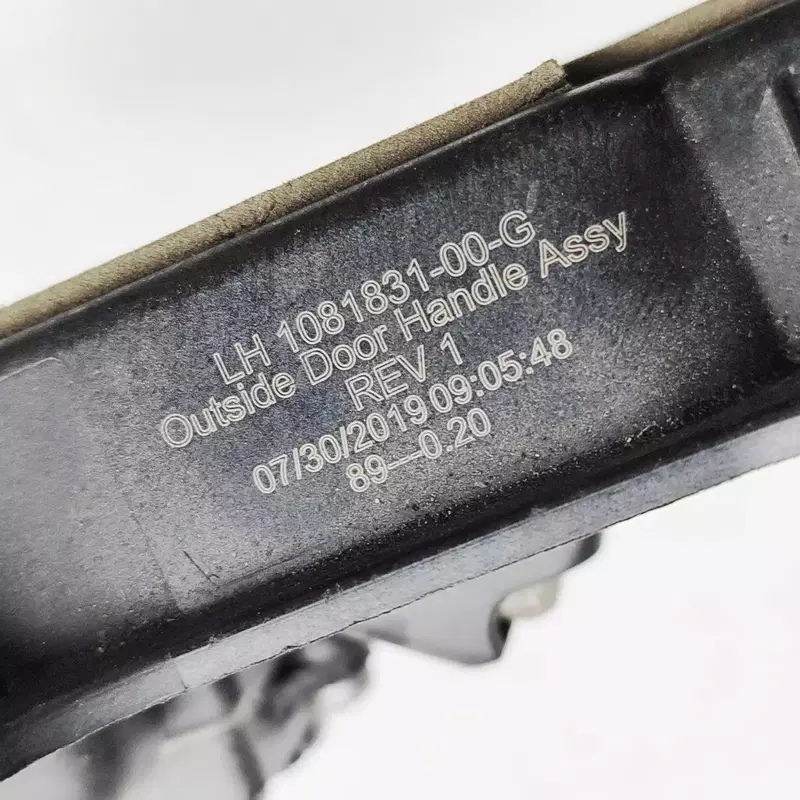 LH 1081831-00-G
Outside Door Handle Assy
REV 1
07/30/2019 09:05:48
89—0.20